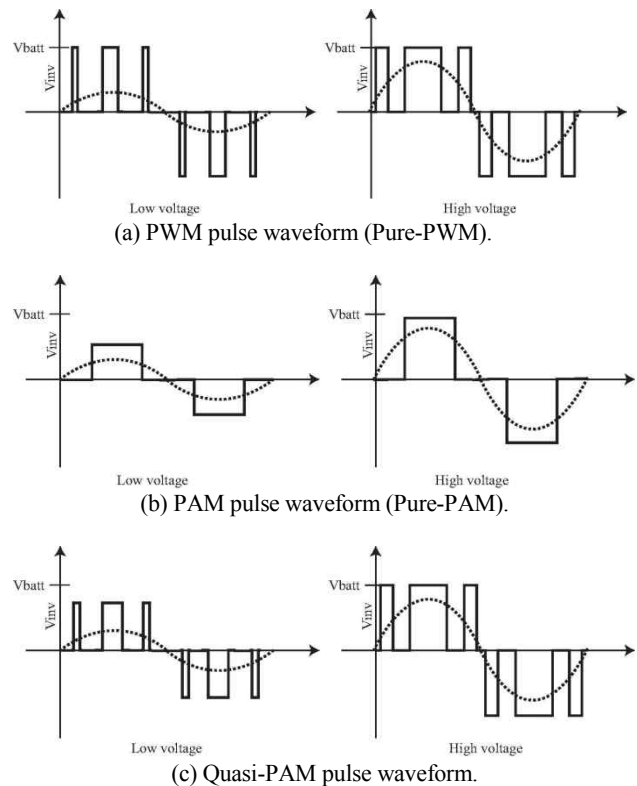 Vbatt
Vinv
Low voltage
Vbatt
Vinv
High voltage
(a) PWM pulse waveform (Pure-PWM).
Vbatt
Vinv
Low voltage
Vbatt
Vinv
High voltage
(b) PAM pulse waveform (Pure-PAM).
Vbatt
Vinv
Low voltage
Vbatt
Vinv
High voltage
(c) Quasi-PAM pulse waveform.